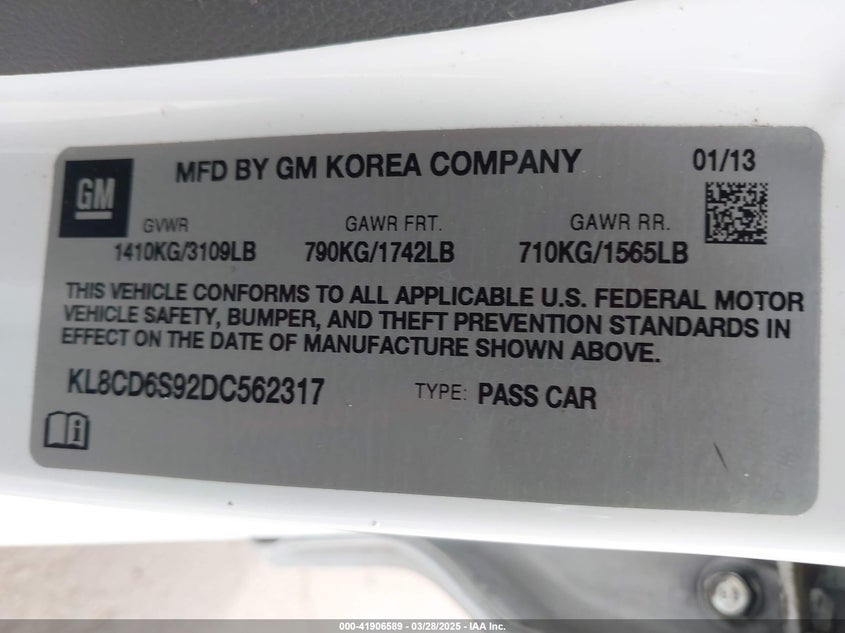 GM
MFD BY GM KOREA COMPANY
01/13
GVWR GAWR FRT. GAWR RR.
1410KG/3109LB 790KG/1742LB 710KG/1565LB
THIS VEHICLE CONFORMS TO ALL APPLICABLE U.S. FEDERAL MOTOR
VEHICLE SAFETY, BUMPER, AND THEFT PREVENTION STANDARDS IN
EFFECT ON THE DATE OF MANUFACTURE SHOWN ABOVE.
KL8CD6S92DC562317 TYPE: PASS CAR
i
000-41906589 - 03/28/2025 - Copyrights © - IAA Inc.